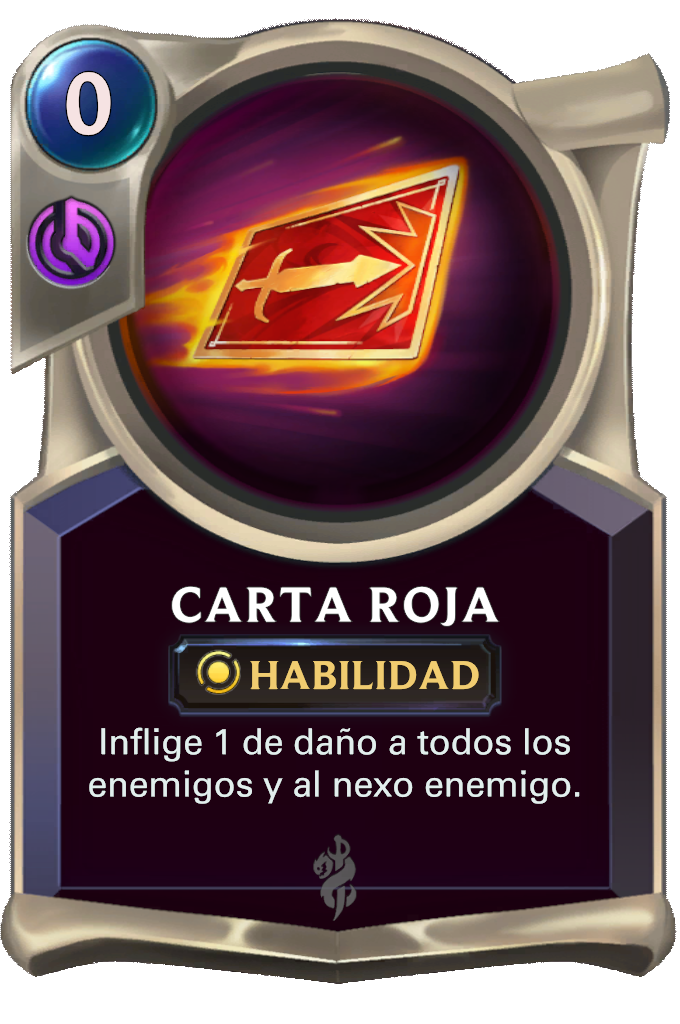 0
CARTA ROJA
HABILIDAD
Inflige 1 de daño a todos los
enemigos y al nexo enemigo.